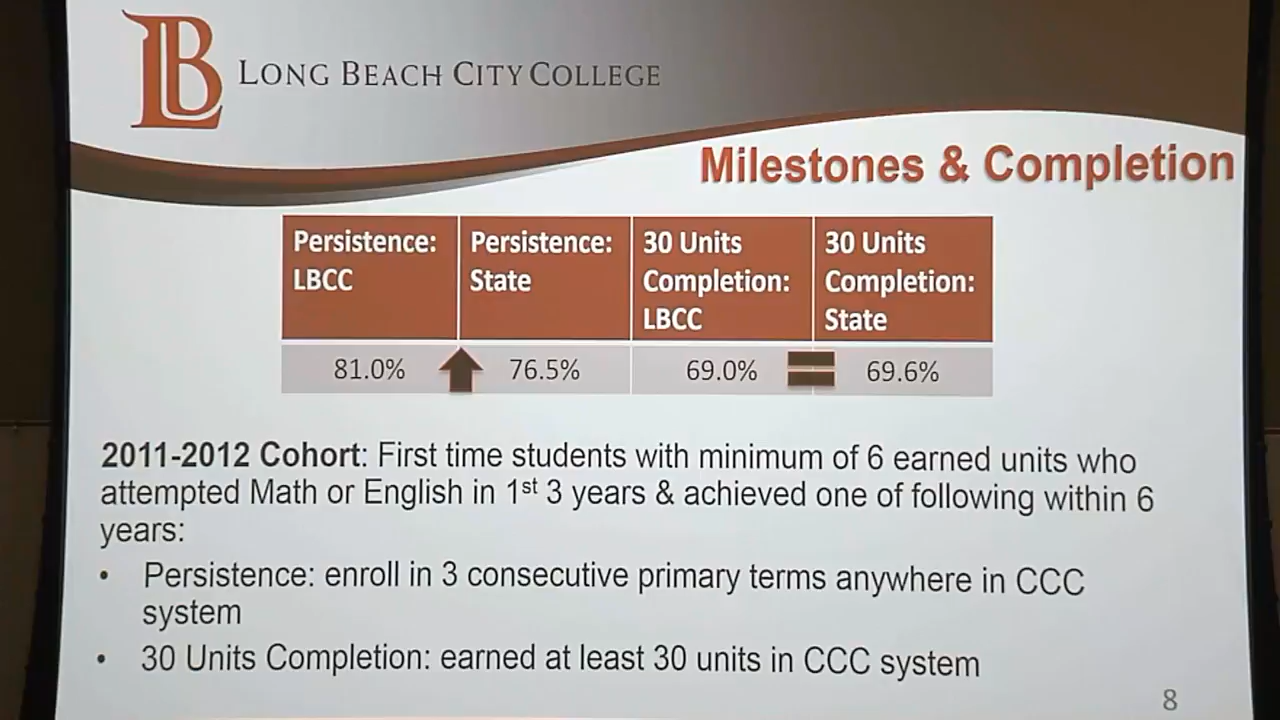 LB
LONG BEACH CITY COLLEGE
Milestones & Completion
Persistence: LBCC
Persistence: State
30 Units Completion: LBCC
30 Units Completion: State
81.0%
76.5%
69.0%
69.6%
2011-2012 Cohort: First time students with minimum of 6 earned units who
attempted Math or English in 1st 3 years & achieved one of following within 6
years:
• Persistence: enroll in 3 consecutive primary terms anywhere in CCC
system
• 30 Units Completion: earned at least 30 units in CCC system
8